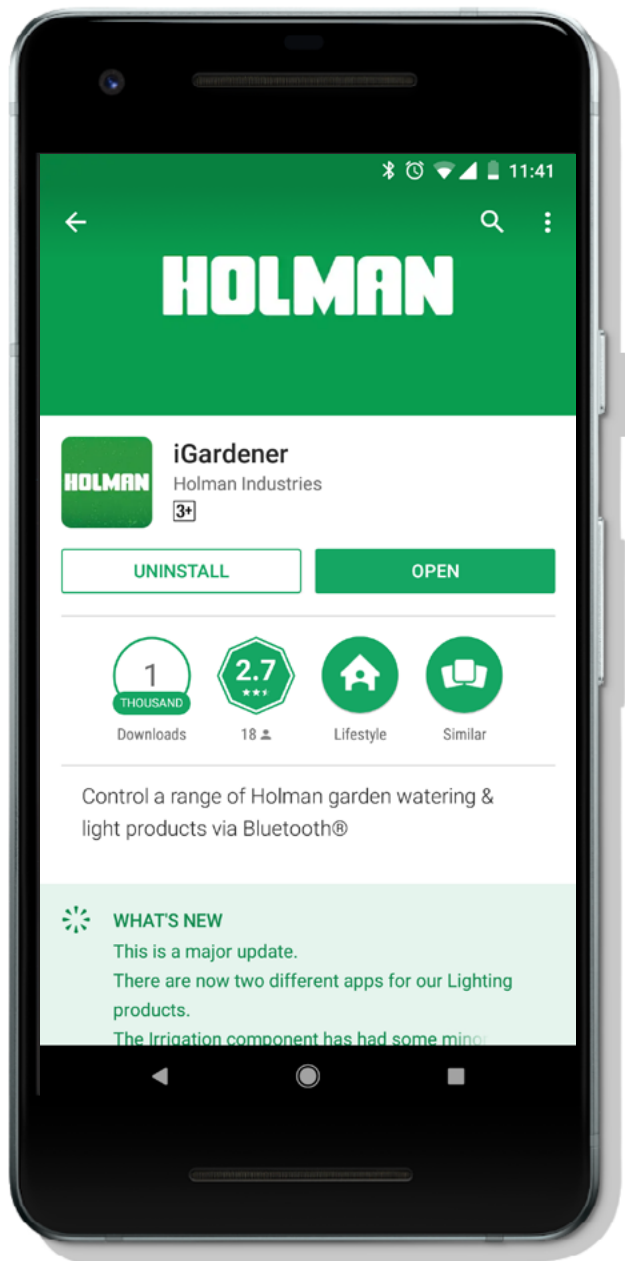 11:41
HOLMAN
HOLMAN
iGardener
Holman Industries
3+
UNINSTALL
OPEN
1
THOUSAND
Downloads
2.7
18
Lifestyle
Similar
Control a range of Holman garden watering &
light products via Bluetooth®
WHAT'S NEW
This is a major update.
There are now two different apps for our Lighting
products.
The Irrigation component has had some minor